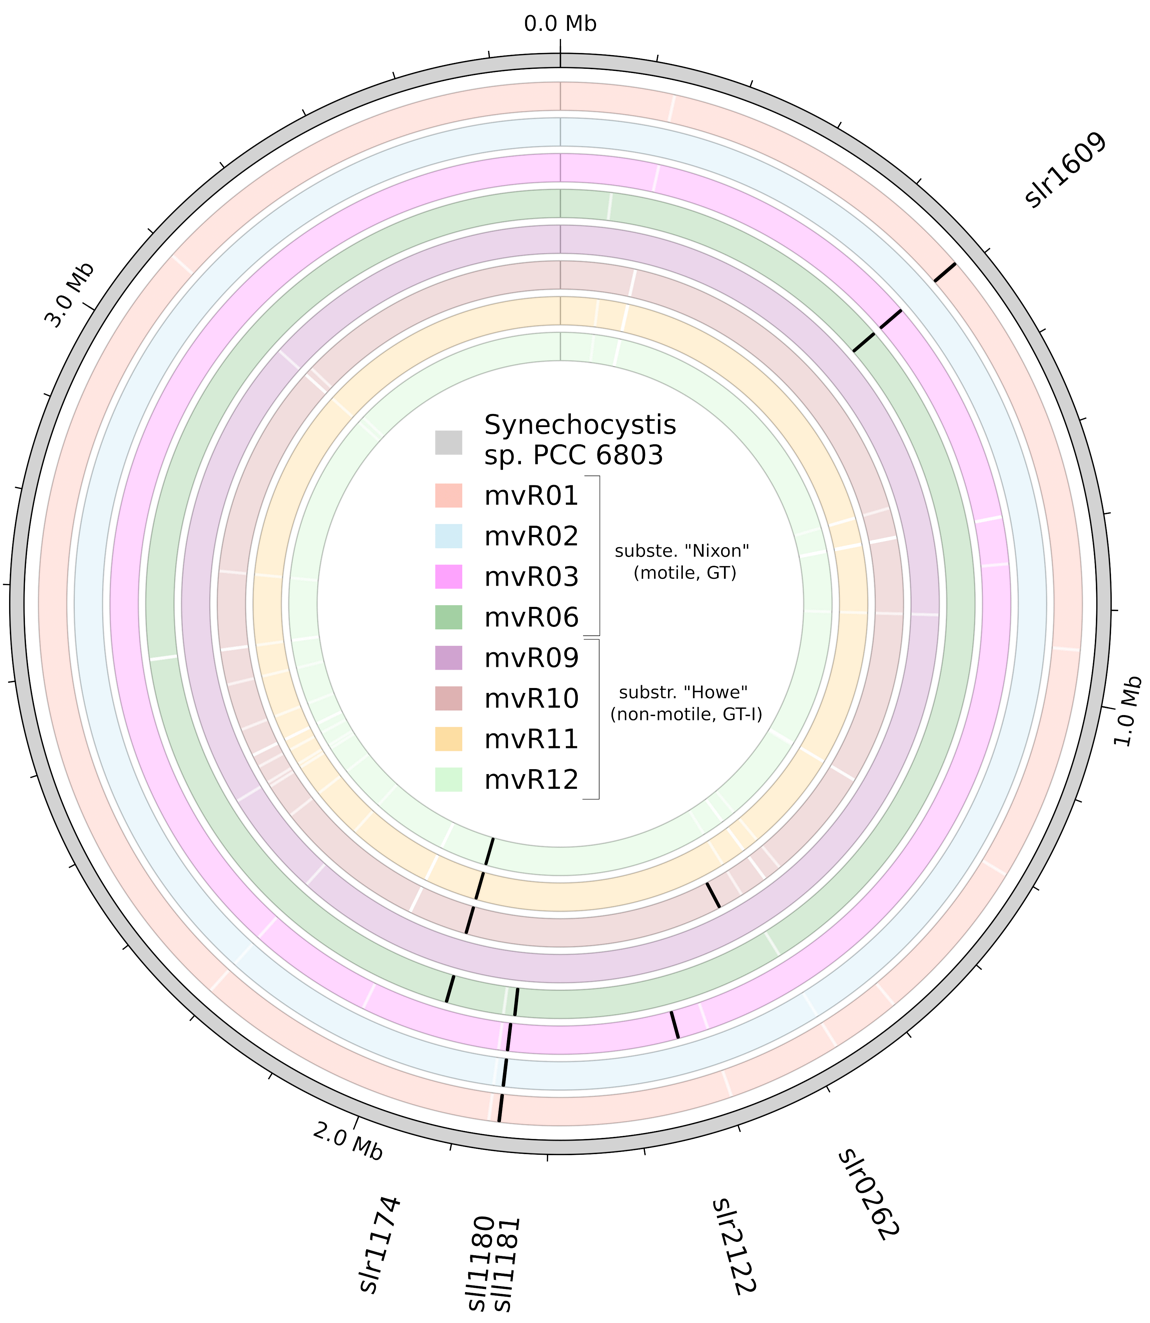 0.0 Mb
slr1609
3.0 Mb
Synechocystis
sp. PCC 6803
mvR01
mvR02
mvR03
mvR06
mvR09
mvR10
mvR11
mvR12
subste. "Nixon"
(motile, GT)
substr. "Howe"
(non-motile, GT-I)
1.0 Mb
2.0 Mb
slr1174
sll1180
sll1181
slr2122
slr0262